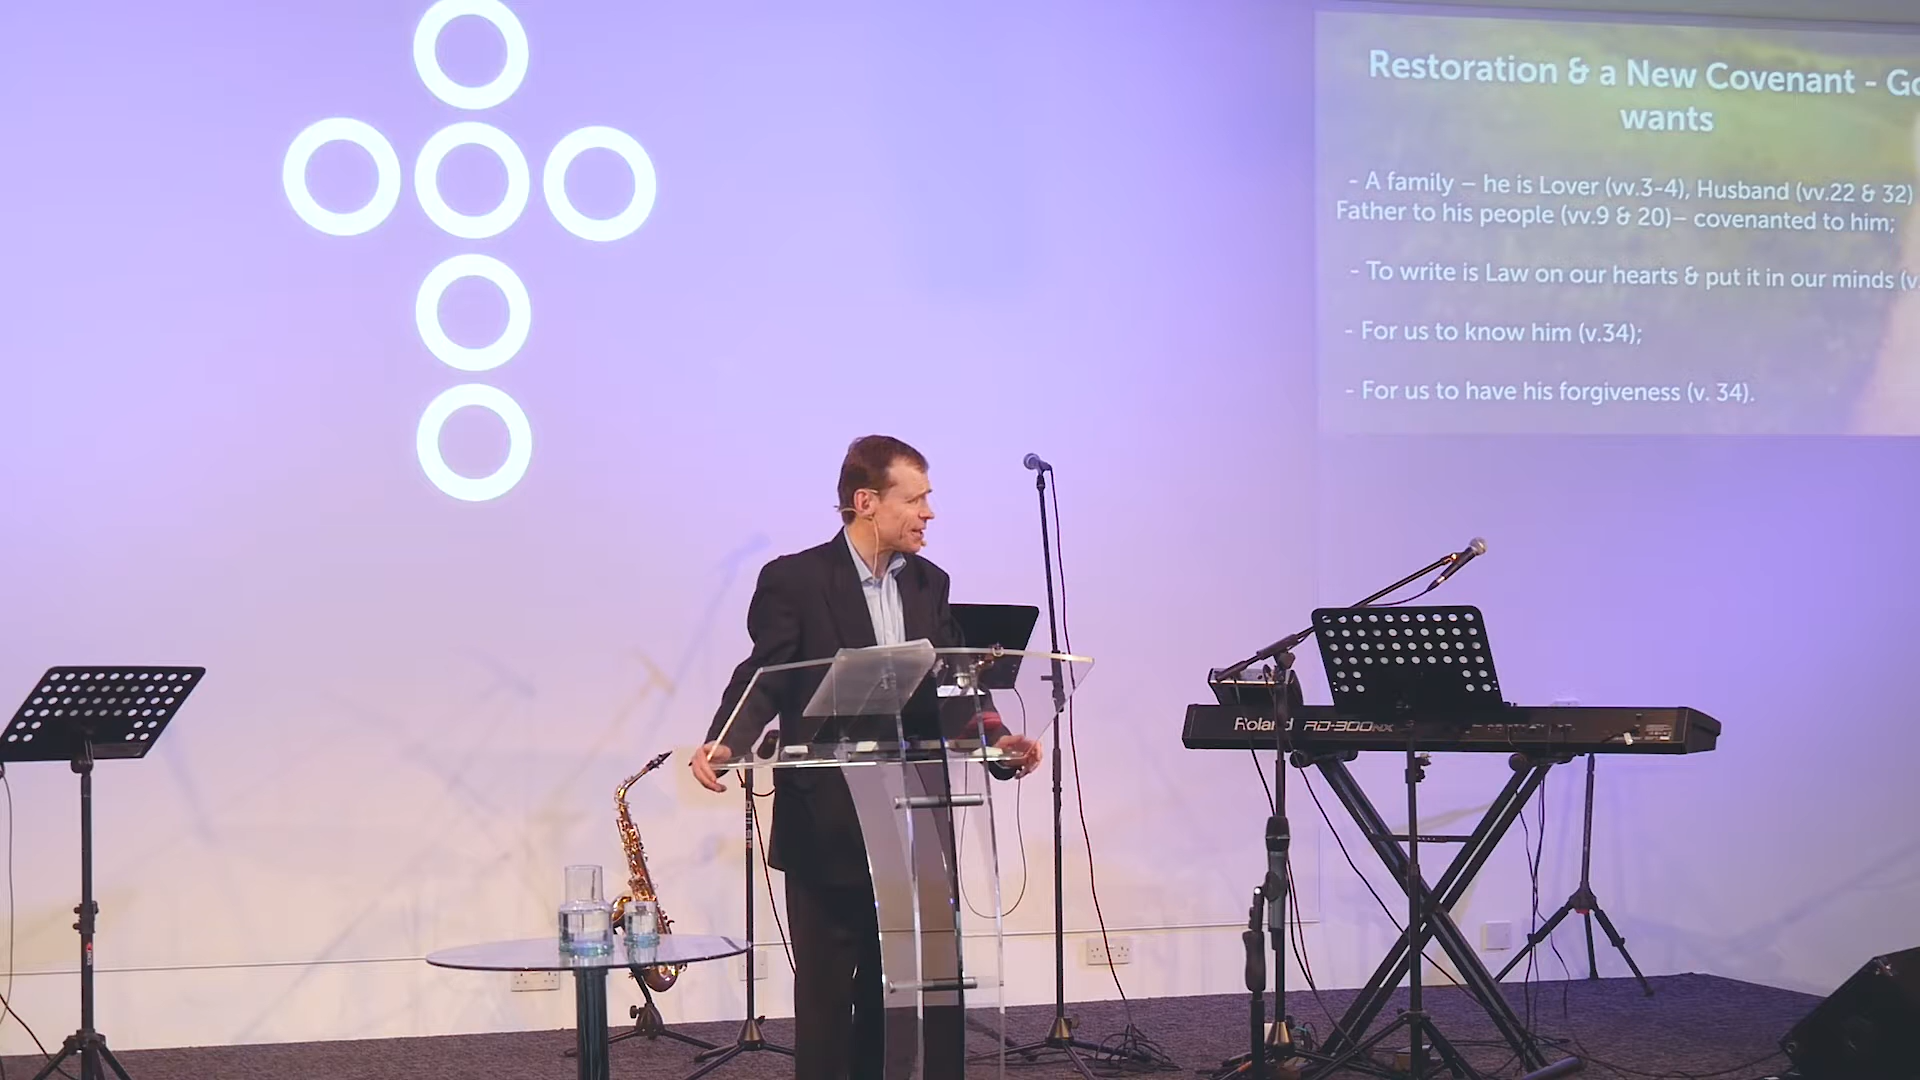 Restoration & a New Covenant - Go
wants
- A family – he is Lover (vv.3-4), Husband (vv.22 & 32)
Father to his people (vv.9 & 20)– covenanted to him;
- To write is Law on our hearts & put it in our minds (v.
- For us to know him (v.34);
- For us to have his forgiveness (v. 34).
Roland RD-300NX